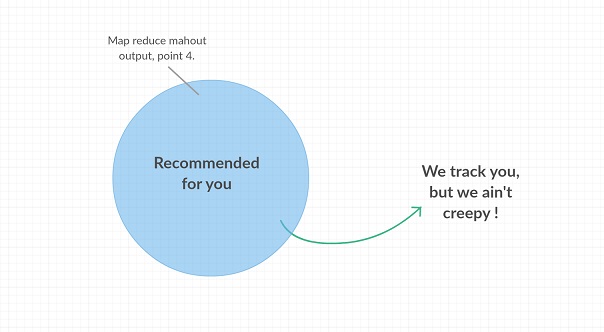 Map reduce mahout
output, point 4.
Recommended
for you
We track you,
but we ain't
creepy !